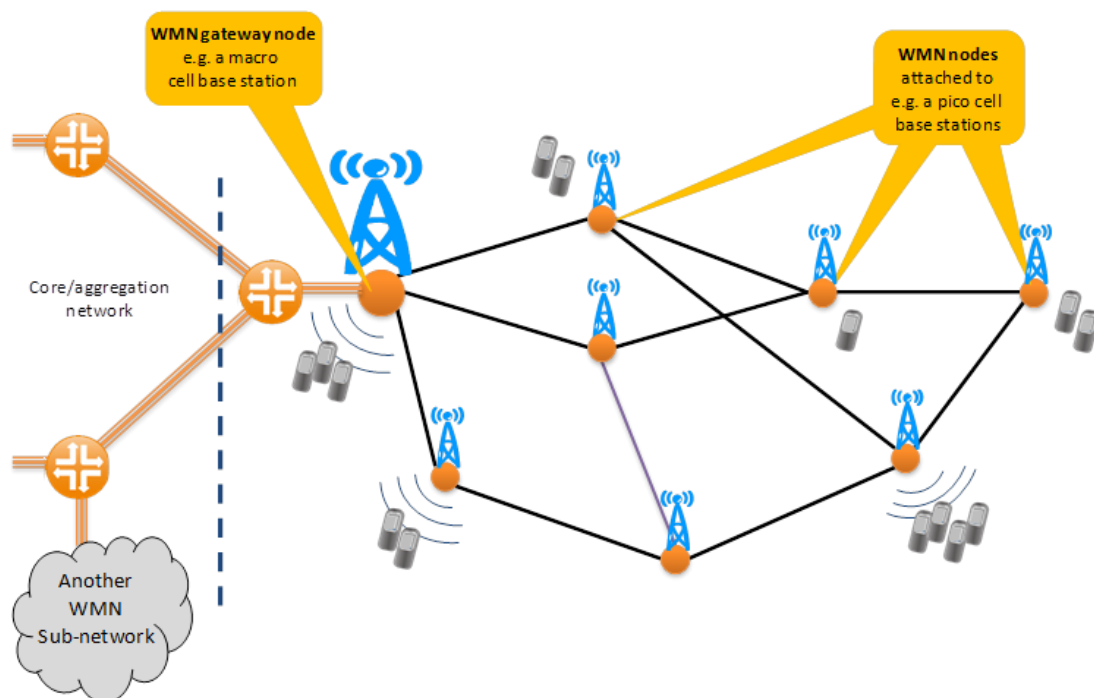 WMN gateway node
e.g. a macro
cell base station
WMN nodes
attached to
e.g. a pico cell
base stations
Core/aggregation
network
Another
WMN
Sub-network